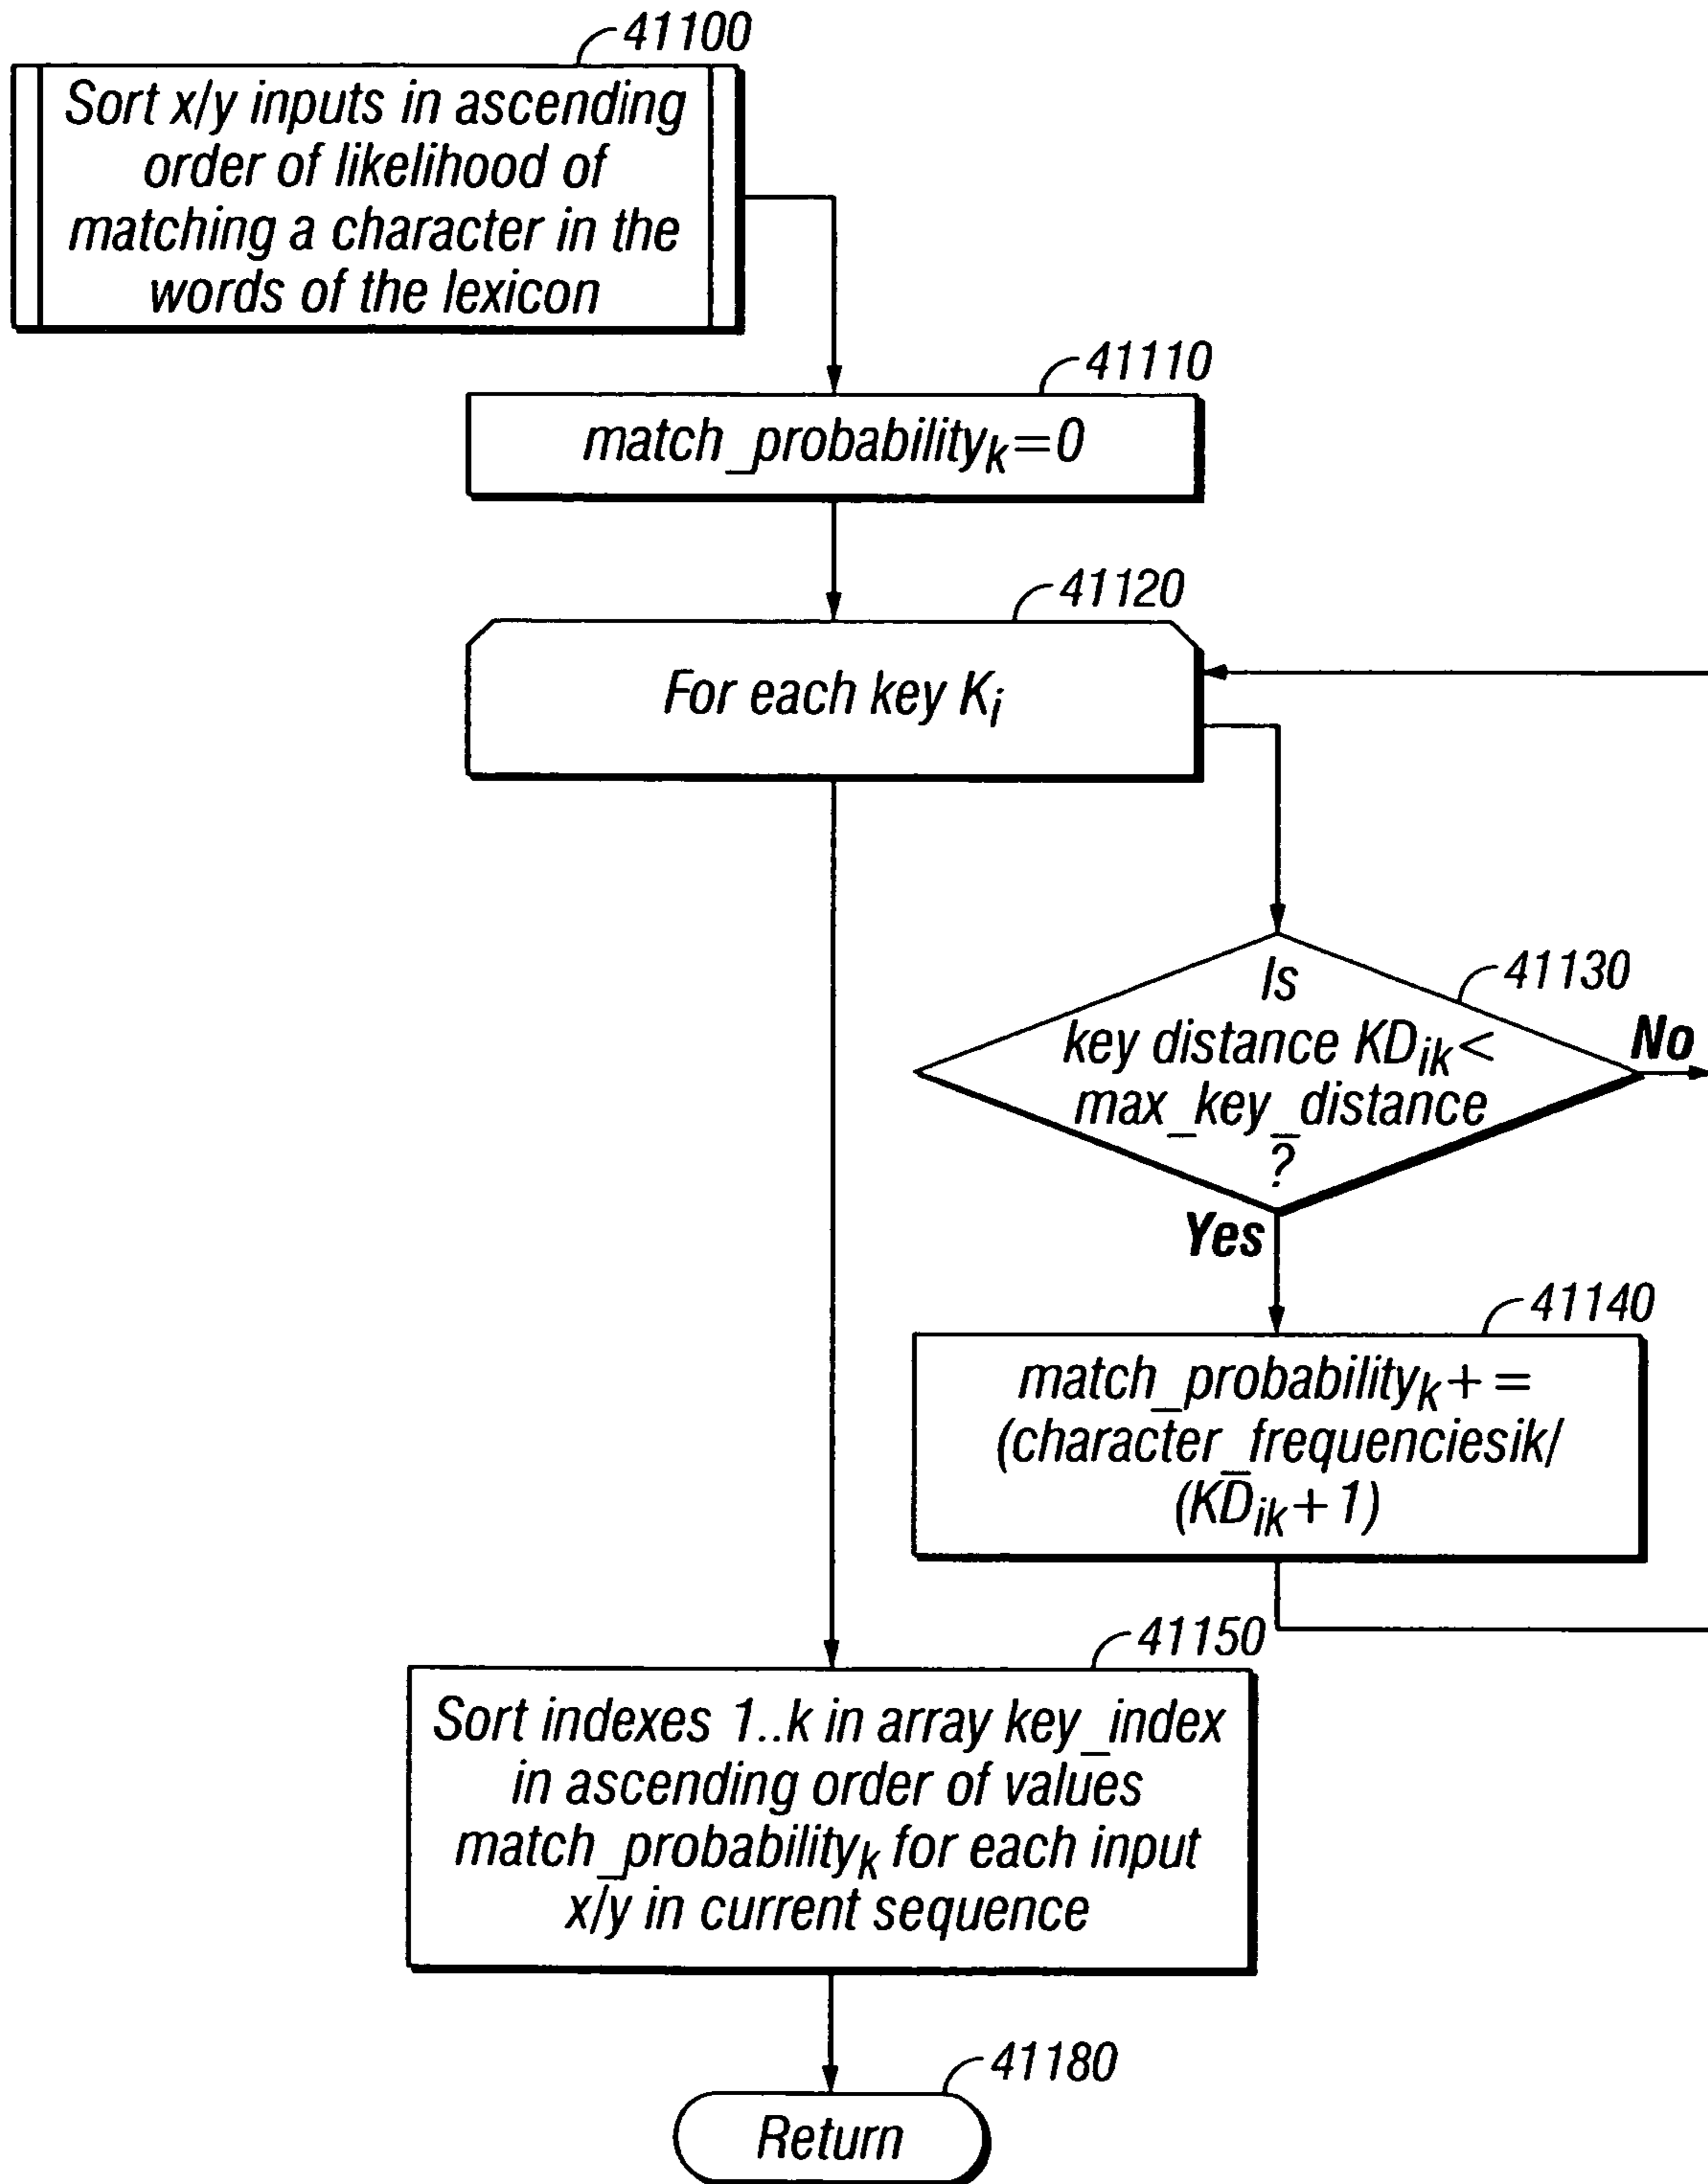 41100
Sort x/y inputs in ascending
order of likelihood of
matching a character in the
words of the lexicon
41110
match_probabilityk=0
41120
For each key Ki
41130
Is
key distance KDik<
max_key_distance
?
No
Yes
41140
match_probabilityk+=
(character_frequenciesik/
(KDik+1)
41150
Sort indexes 1..k in array key_index
in ascending order of values
match_probabilityk for each input
x/y in current sequence
41180
Return